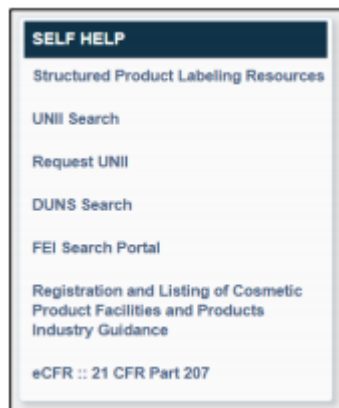 SELF HELP
Structured Product Labeling Resources
UNII Search
Request UNII
DUNS Search
FEI Search Portal
Registration and Listing of Cosmetic
Product Facilities and Products
Industry Guidance
eCFR :: 21 CFR Part 207